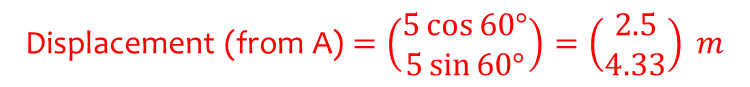 Displacement (from A) = (5 cos 60° 5 sin 60°) = (2.5 4.33) m